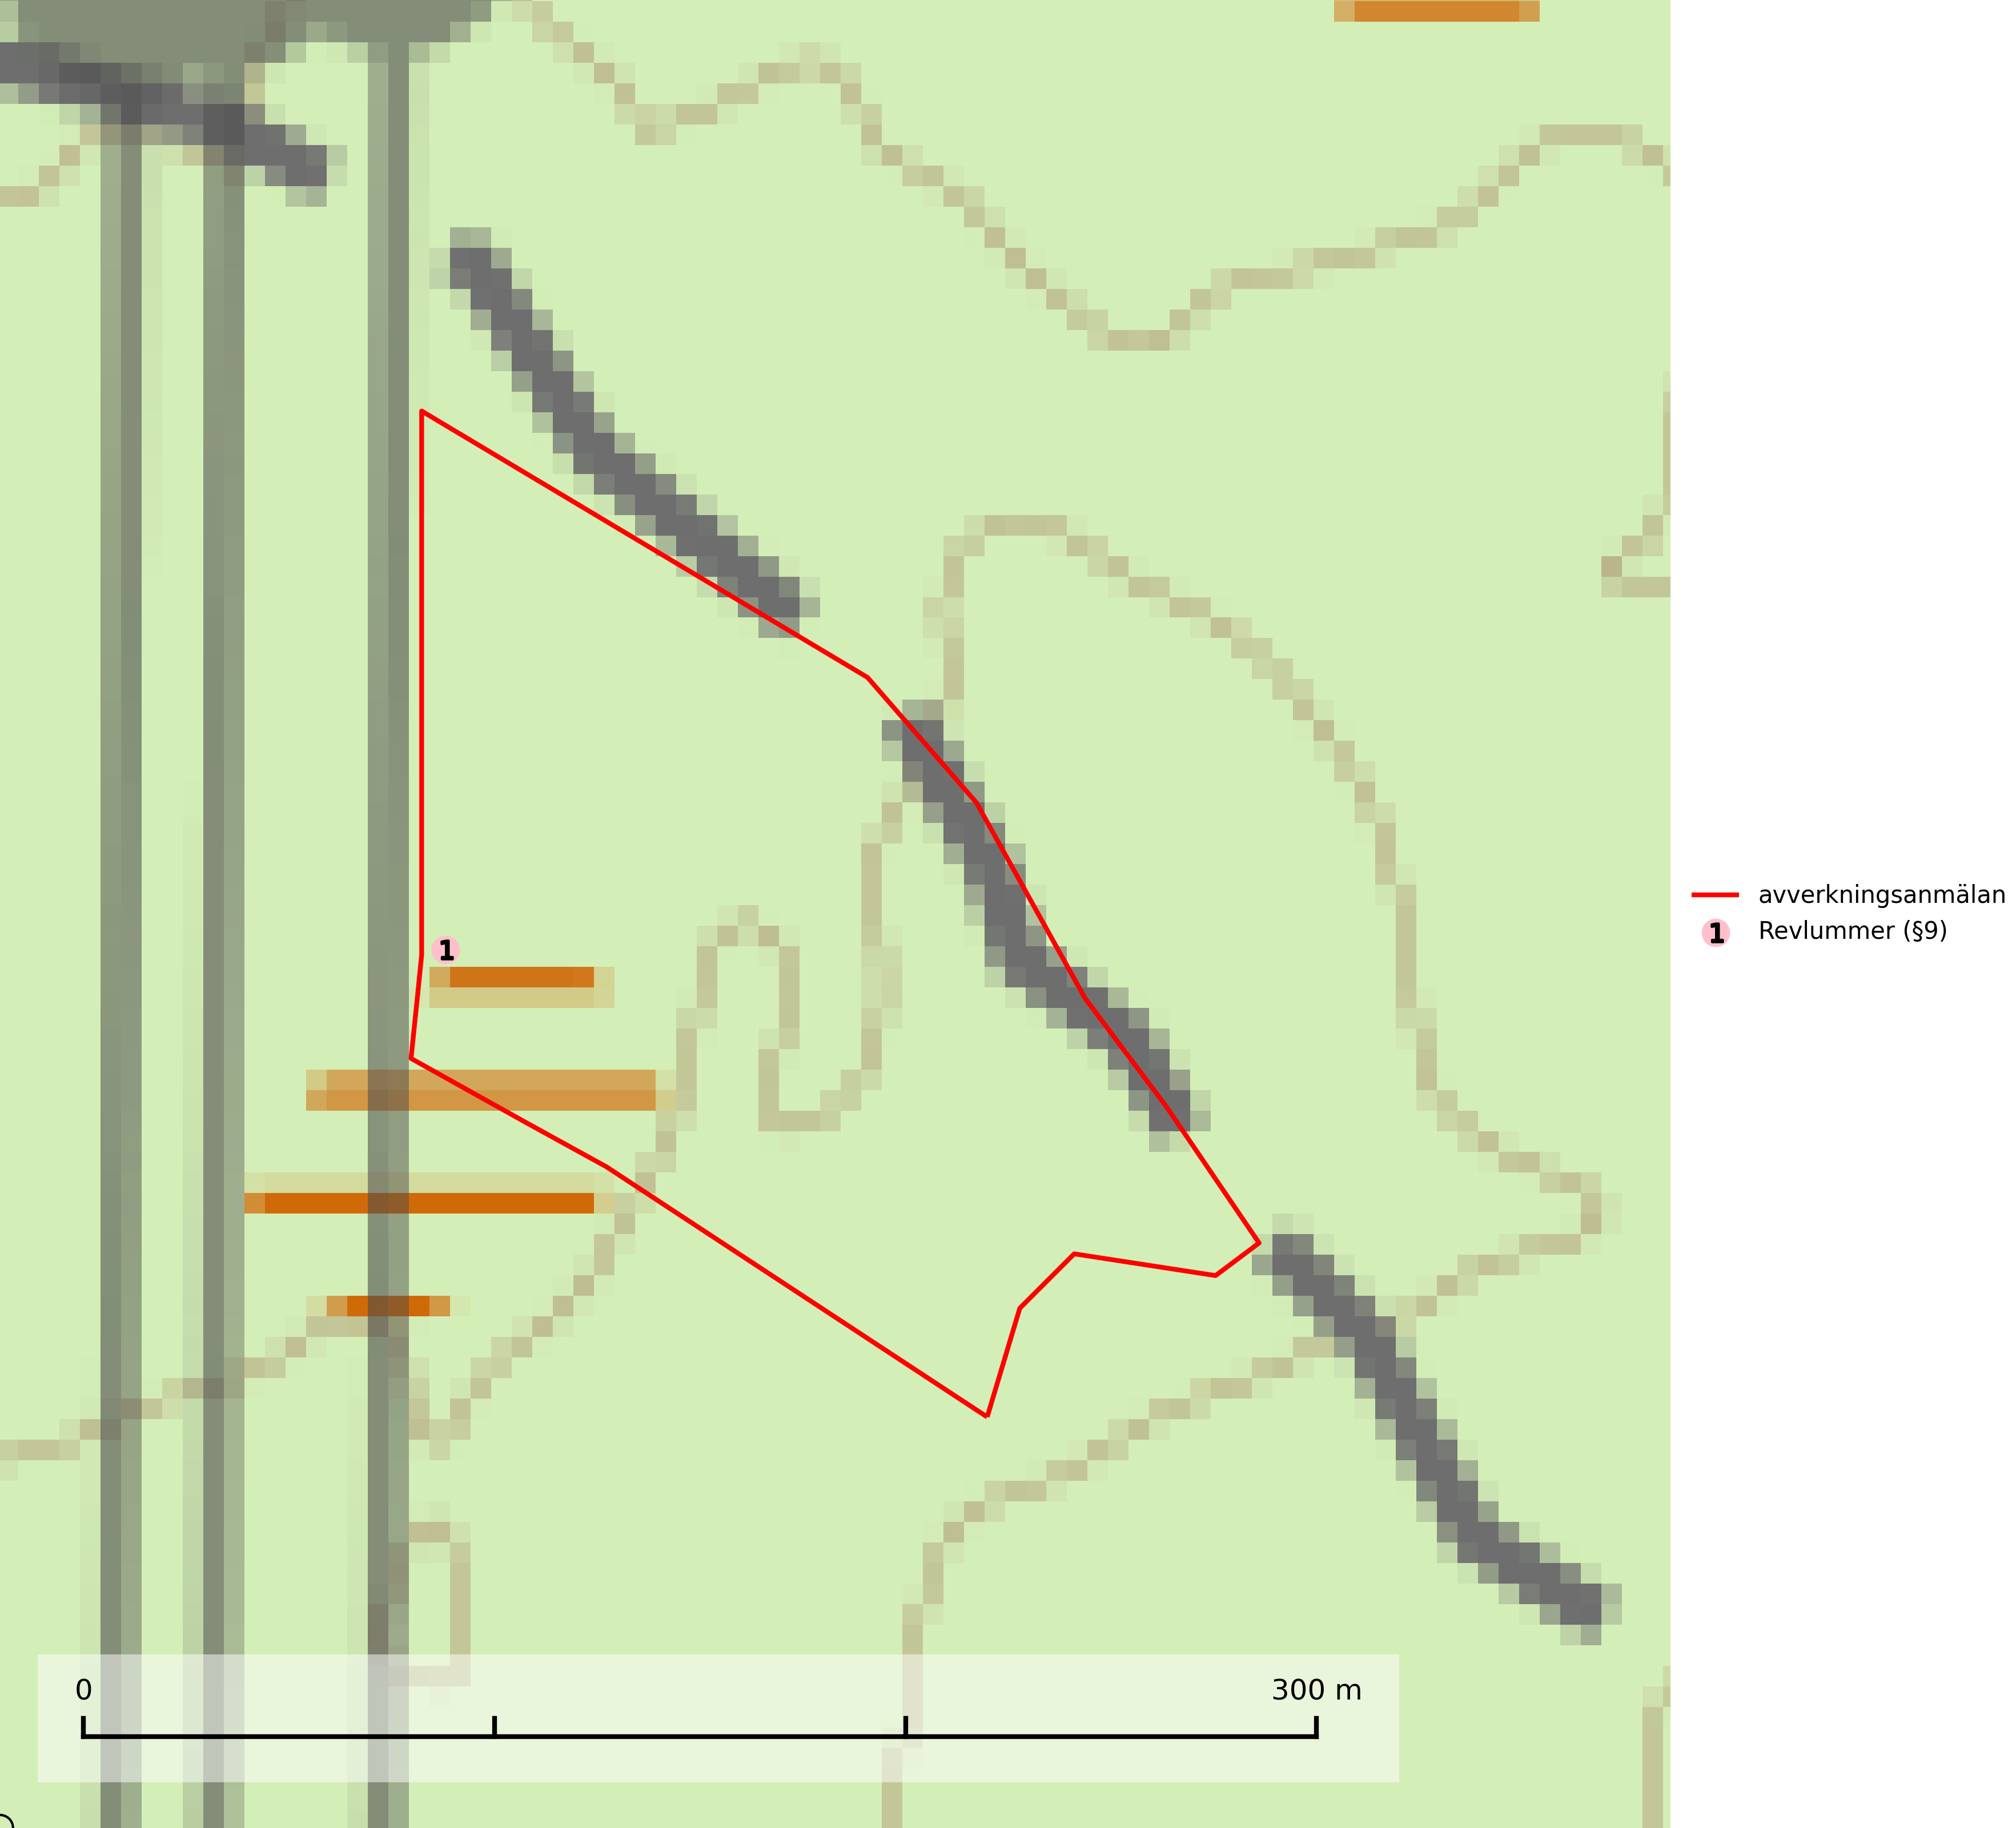 1
avverkningsanmälan
1 Revlummer (§9)
0 300 m